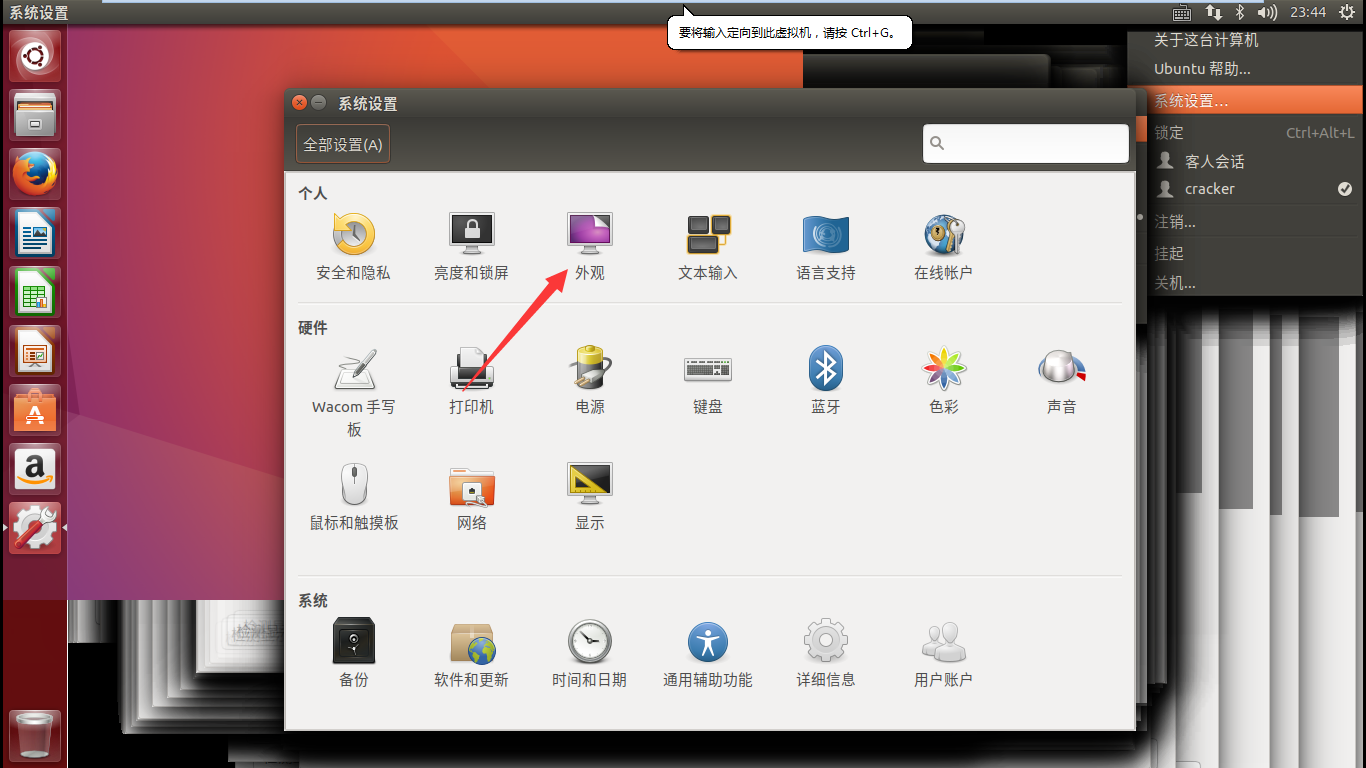 系统设置
23:44
要将输入定向到此虚拟机，请按 Ctrl+G。
关于这台计算机
Ubuntu 帮助...
系统设置...
锁定 Ctrl+Alt+L
客人会话
cracker
注销...
挂起
关机...
系统设置
全部设置(A)
个人
安全和隐私
亮度和锁屏
外观
文本输入
语言支持
在线帐户
硬件
Wacom 手写
板
打印机
电源
键盘
蓝牙
色彩
声音
鼠标和触摸板
网络
显示
系统
备份
软件和更新
时间和日期
通用辅助功能
详细信息
用户账户